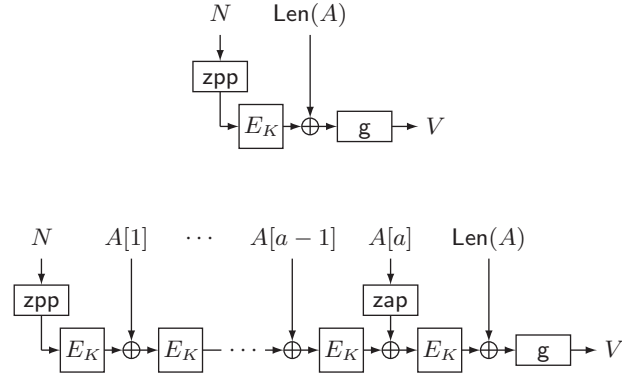 N Len(A)
zpp
E_K ⊕ g V
N A[1] ⋯ A[a − 1] A[a] Len(A)
zpp zap
E_K ⊕ E_K ⋯ ⊕ E_K ⊕ E_K ⊕ g V